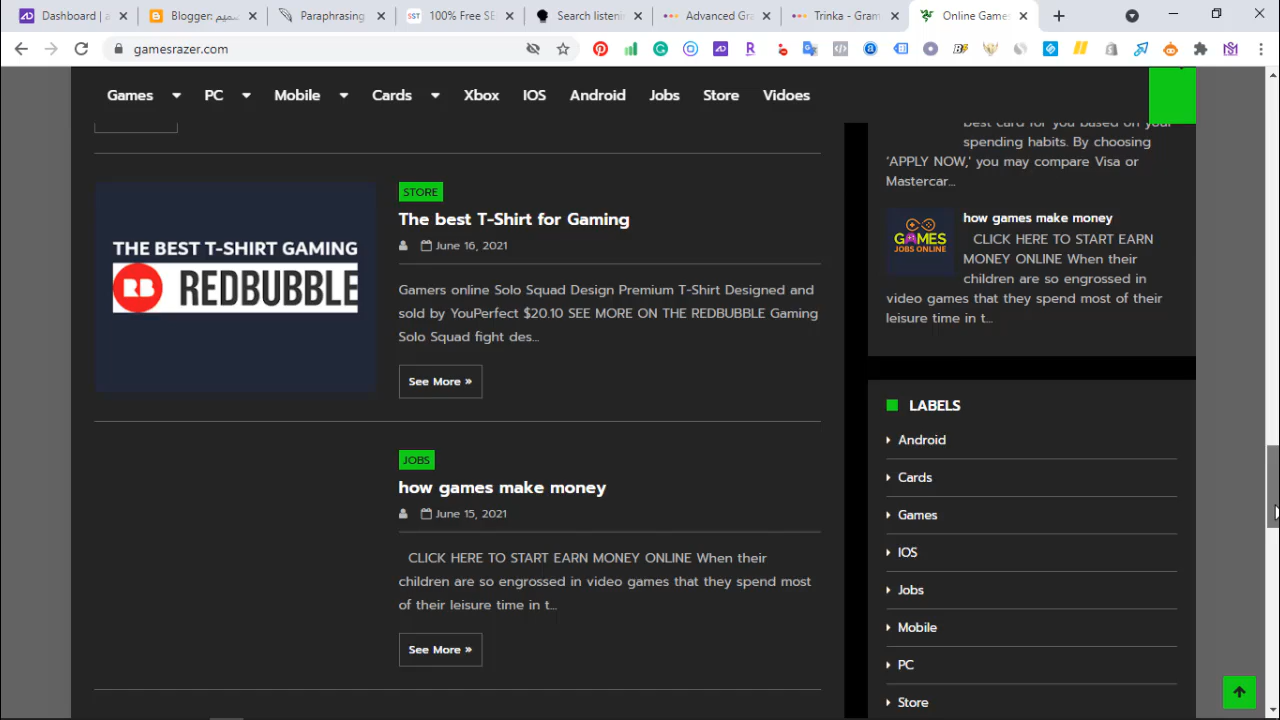 Dashboard | a
Blogger: تصميم
Paraphrasing
100% Free SE
Search listenin
Advanced Gra
Trinka - Gram
Online Games
gamesrazer.com
Games
PC
Mobile
Cards
Xbox
IOS
Android
Jobs
Store
Vidoes
STORE
The best T-Shirt for Gaming
June 16, 2021
THE BEST T-SHIRT GAMING
RB REDBUBBLE
Gamers online Solo Squad Design Premium T-Shirt Designed and
sold by YouPerfect $20.10 SEE MORE ON THE REDBUBBLE Gaming
Solo Squad fight des...
See More »
JOBS
how games make money
June 15, 2021
CLICK HERE TO START EARN MONEY ONLINE When their
children are so engrossed in video games that they spend most
of their leisure time in t...
See More »
best card for you based on your
spending habits. By choosing
'APPLY NOW,' you may compare Visa or
Mastercar...
GAMES
JOBS ONLINE
how games make money
CLICK HERE TO START EARN
MONEY ONLINE When their
children are so engrossed in
video games that they spend most of their
leisure time in t...
LABELS
Android
Cards
Games
IOS
Jobs
Mobile
PC
Store